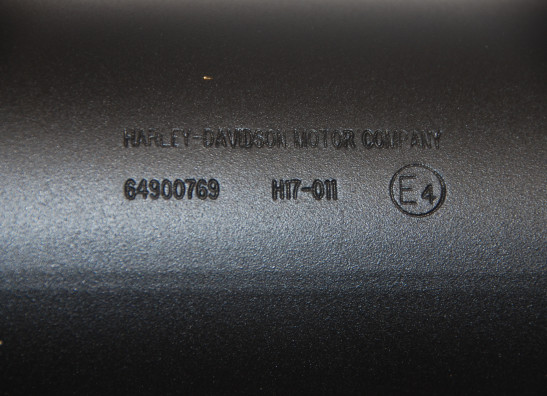 HARLEY-DAVIDSON MOTOR COMPANY
64900769 H17-011 E4